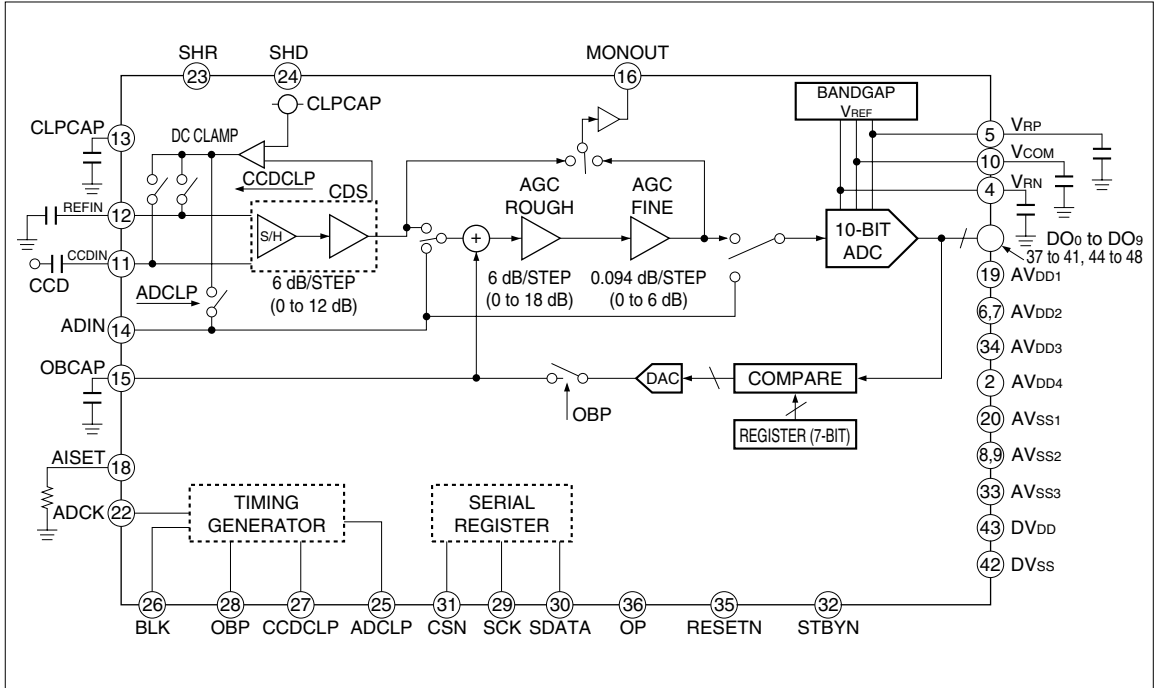 SHR
23
SHD
24
MONOUT
16
CLPCAP
BANDGAP
VREF
CLPCAP
13
DC CLAMP
5 VRP
10 VCOM
4 VRN
CCDCLP
CDS
REFIN 12
S/H
AGC
ROUGH
AGC
FINE
10-BIT
ADC
DO0 to DO9
37 to 41, 44 to 48
CCDIN 11
CCD
6 dB/STEP
(0 to 12 dB)
6 dB/STEP
(0 to 18 dB)
0.094 dB/STEP
(0 to 6 dB)
ADCLP
ADIN 14
19 AVDD1
6,7 AVDD2
34 AVDD3
2 AVDD4
20 AVSS1
8,9 AVSS2
33 AVSS3
43 DVDD
42 DVSS
OBCAP 15
OBP
DAC
COMPARE
REGISTER (7-BIT)
AISET 18
ADCK 22
TIMING
GENERATOR
SERIAL
REGISTER
26
BLK
28
OBP
27
CCDCLP
25
ADCLP
31
CSN
29
SCK
30
SDATA
36
OP
35
RESETN
32
STBYN
+